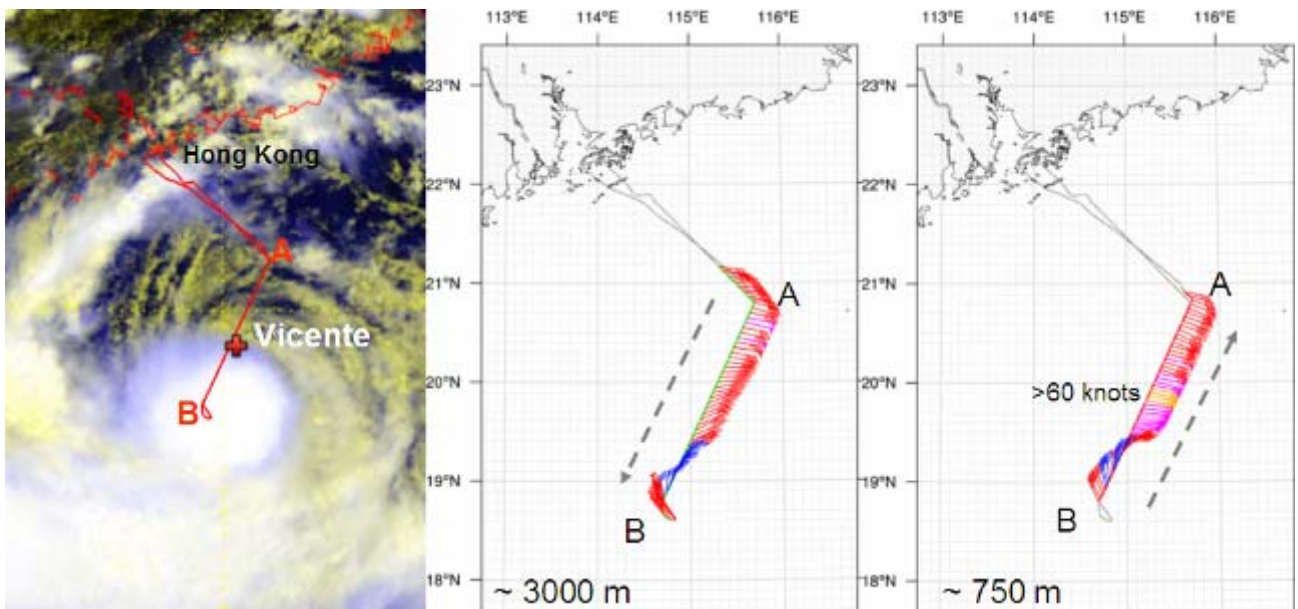 Hong Kong
A
Vicente
B
113°E 114°E 115°E 116°E
23°N
22°N
21°N
20°N
19°N
18°N
A
B
~ 3000 m
113°E 114°E 115°E 116°E
23°N
22°N
21°N
20°N
19°N
18°N
A
>60 knots
B
~ 750 m